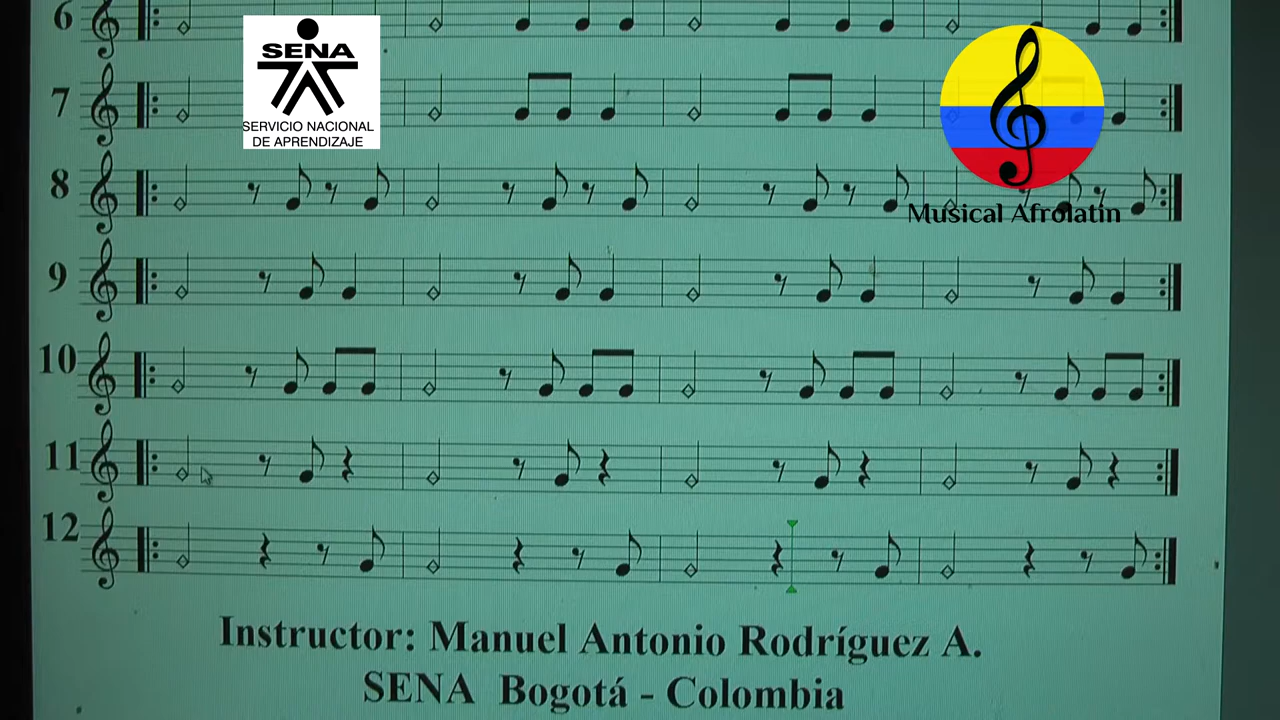 6
SENA
SERVICIO NACIONAL
DE APRENDIZAJE
7
8
Musical Afrolatin
9
10
11
12
Instructor: Manuel Antonio Rodríguez A.
SENA Bogotá - Colombia